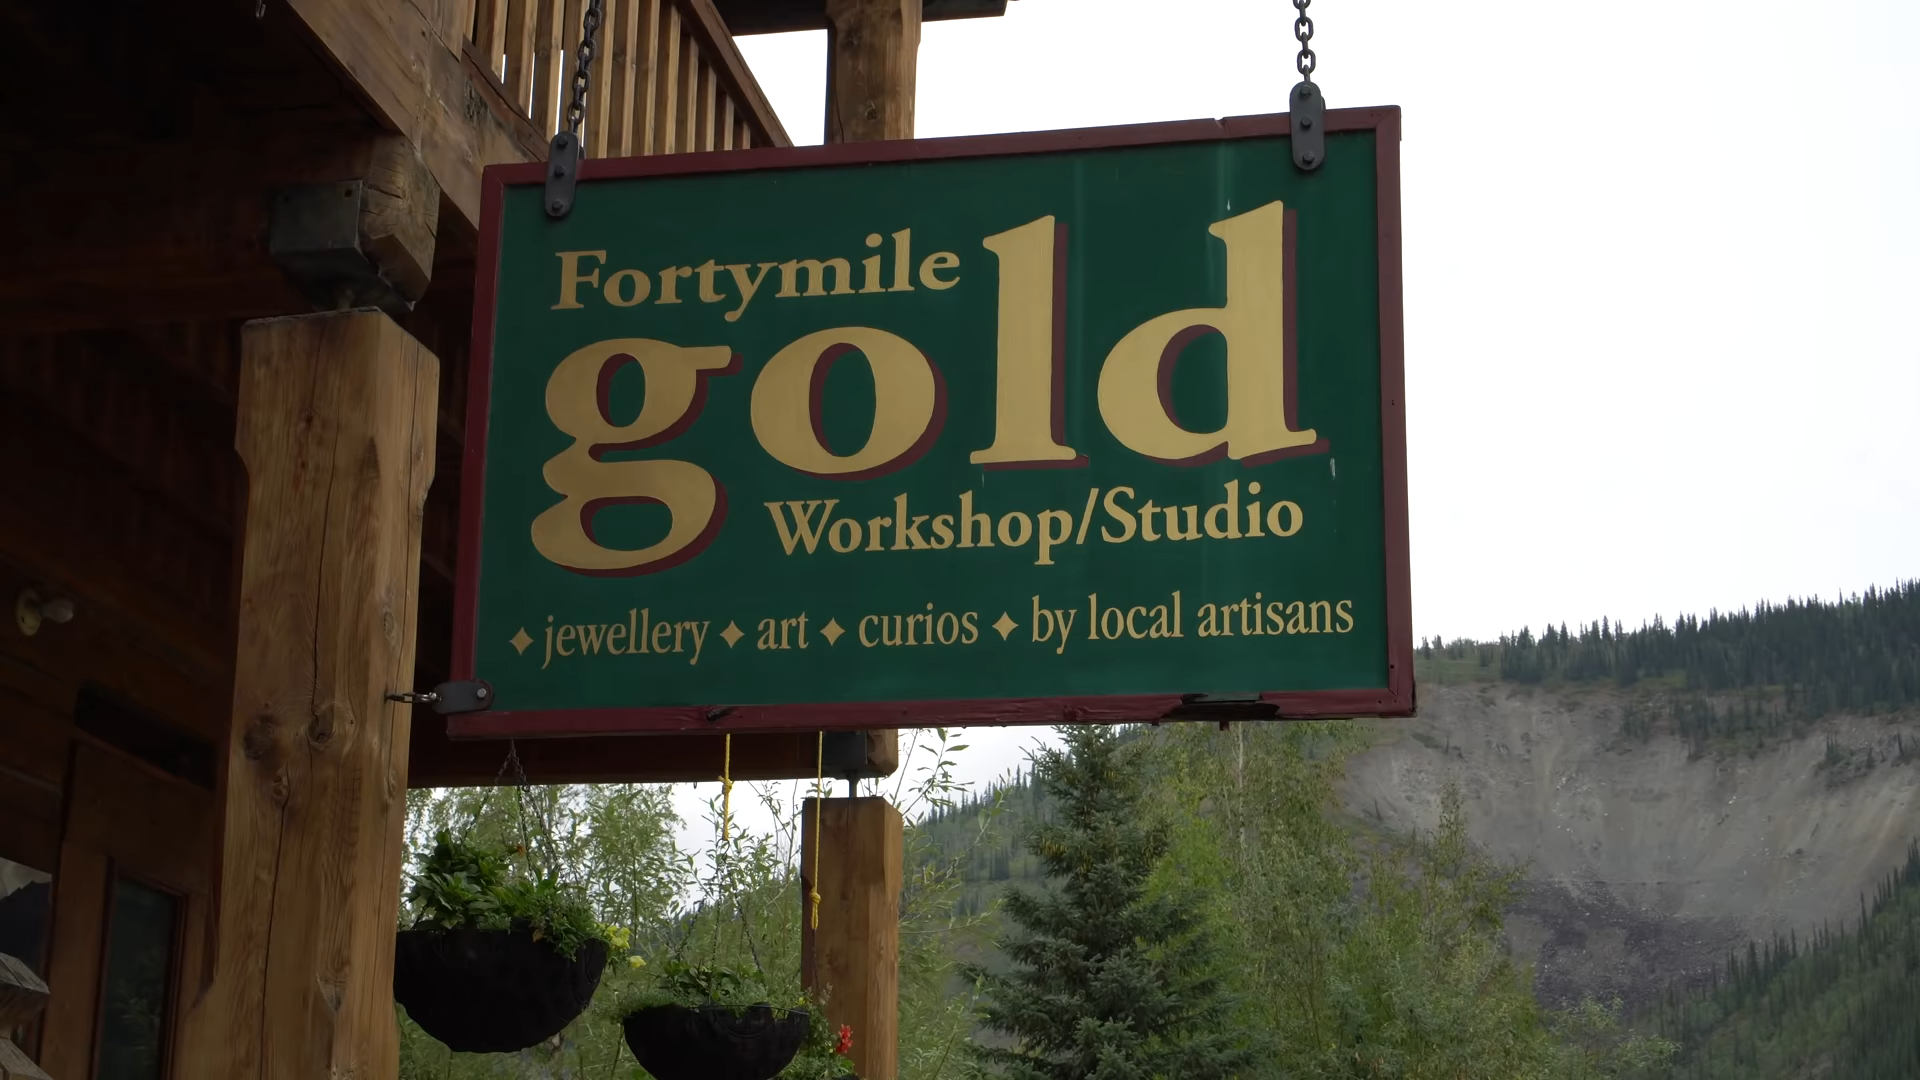 Fortymile
gold
Workshop/Studio
♦ jewellery ♦ art ♦ curios ♦ by local artisans